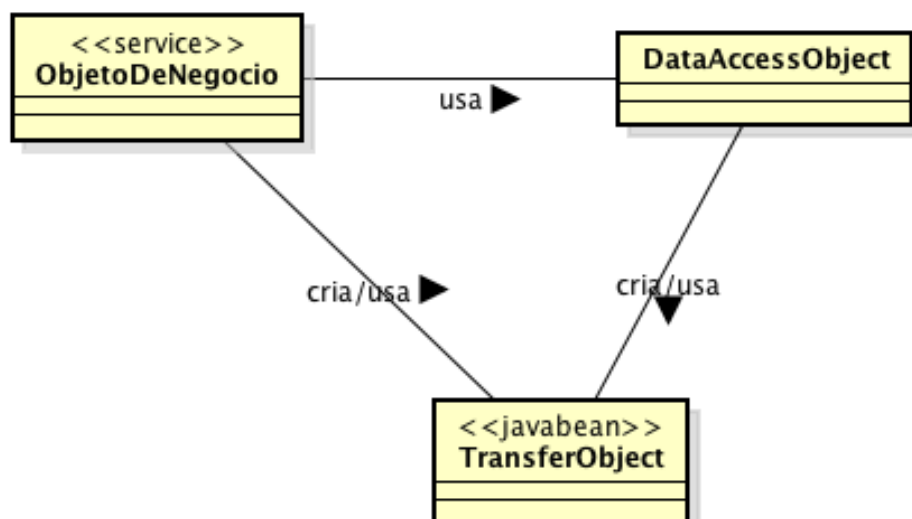 <<service>>
ObjetoDeNegocio
DataAccessObject
usa
cria/usa
cria/usa
<<javabean>>
TransferObject